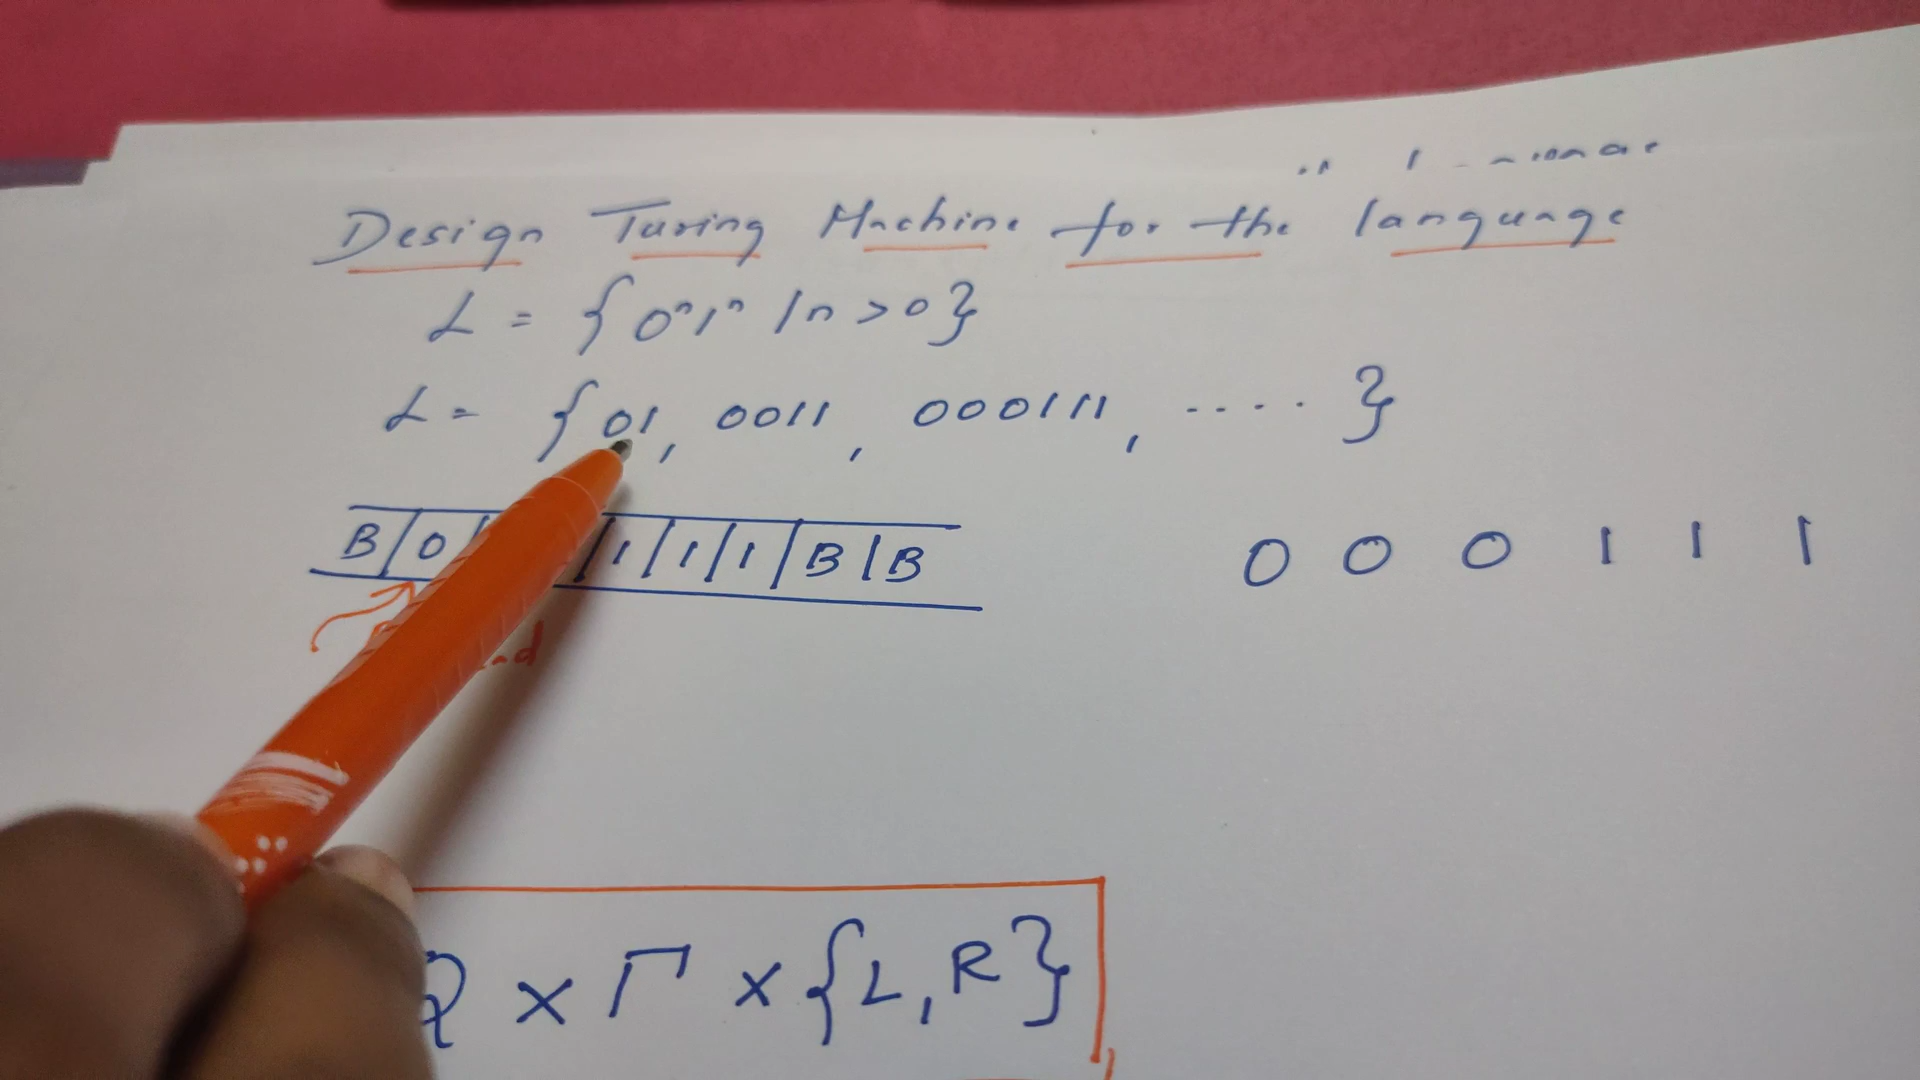 Design Turing Machine for the language
L = {0ⁿ1ⁿ | n > 0}
L = {01, 0011, 000111, ....}
B 0 1 1 1 B B
0 0 0 1 1 1
Q × Γ × {L, R}